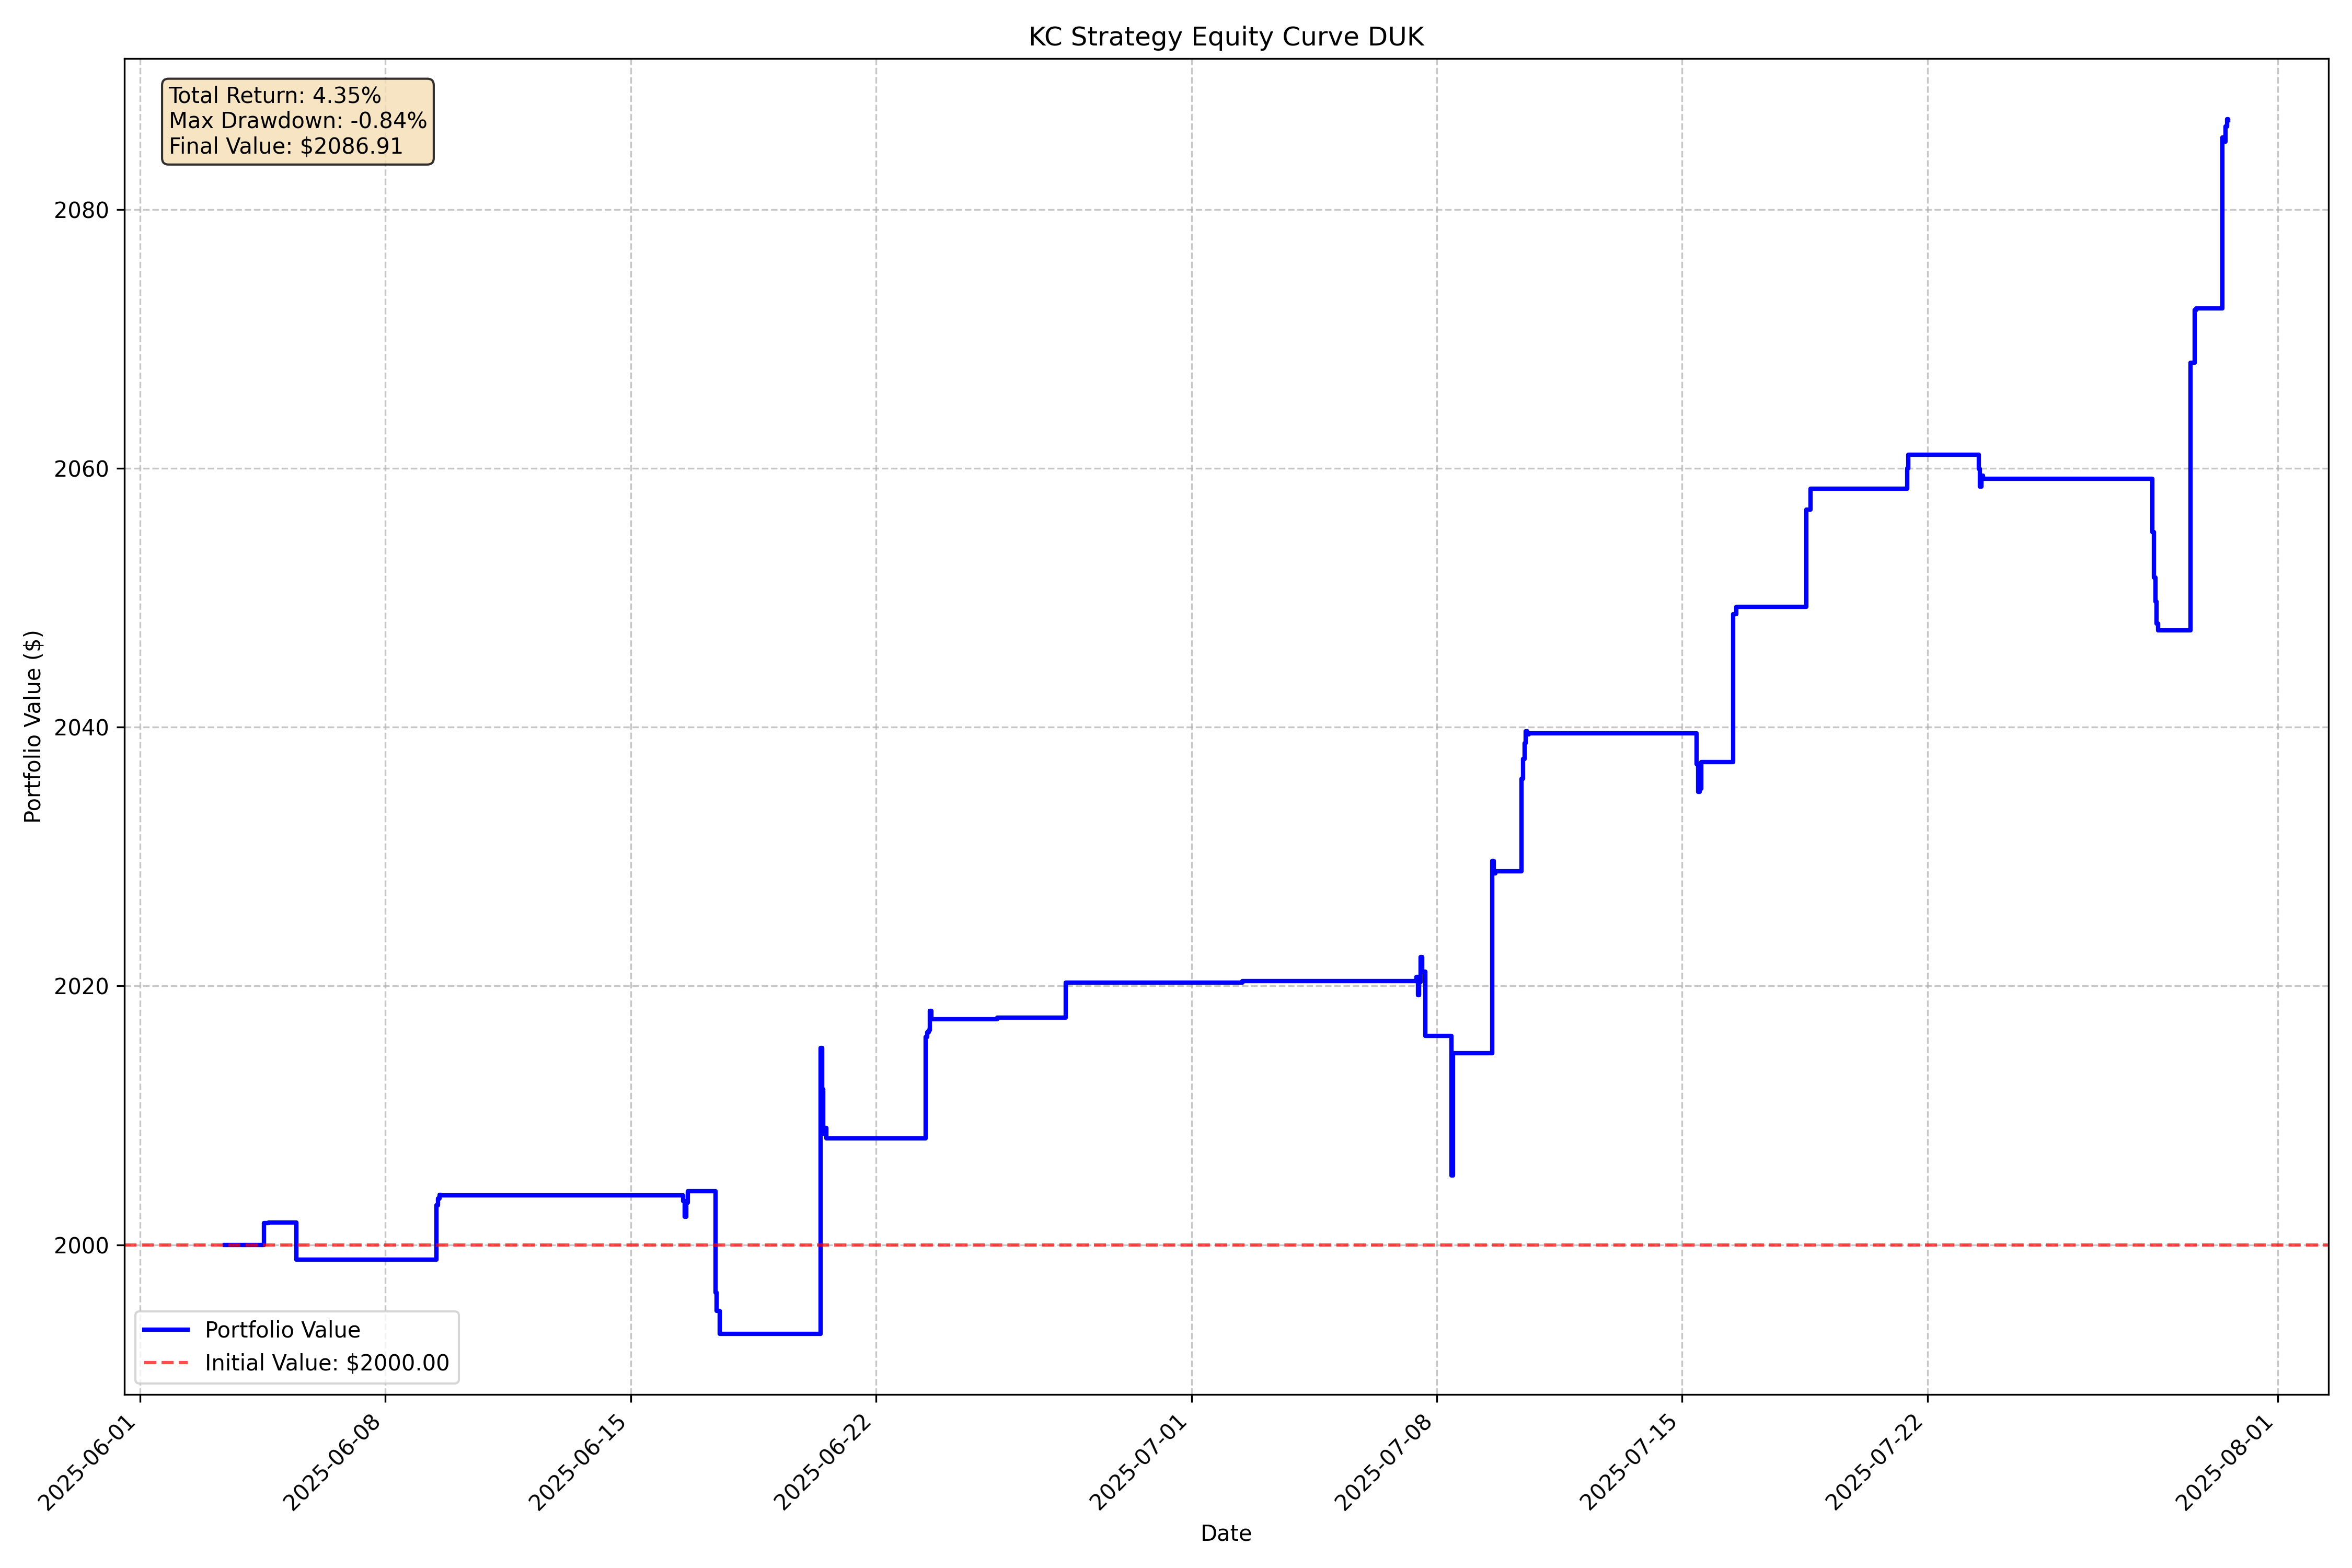 KC Strategy Equity Curve DUK
Total Return: 4.35%
Max Drawdown: -0.84%
Final Value: $2086.91
Portfolio Value ($)
2080
2060
2040
2020
2000
Portfolio Value
Initial Value: $2000.00
2025-06-01
2025-06-08
2025-06-15
2025-06-22
2025-07-01
2025-07-08
2025-07-15
2025-07-22
2025-08-01
Date